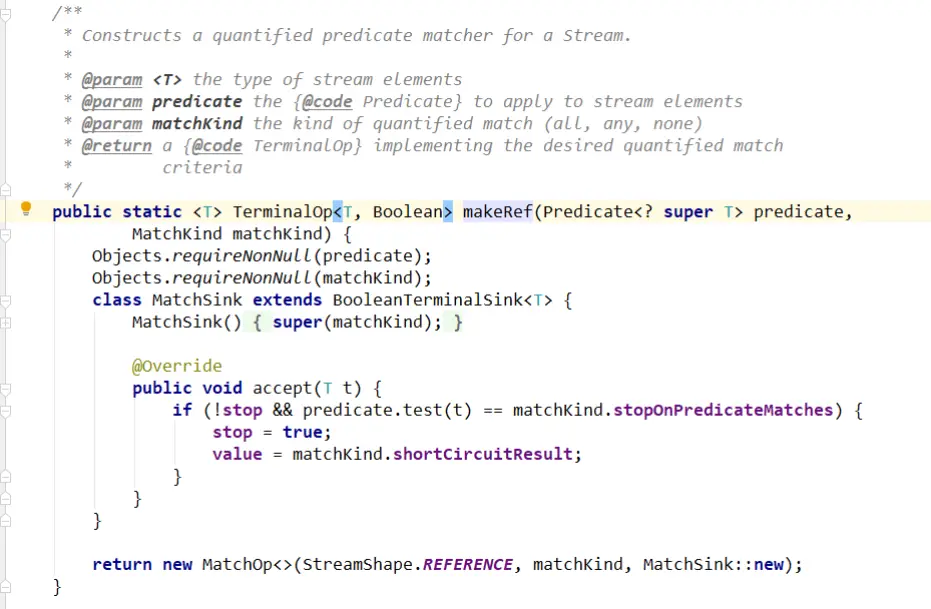 /**
 * Constructs a quantified predicate matcher for a Stream.
 *
 * @param <T> the type of stream elements
 * @param predicate the {@code Predicate} to apply to stream elements
 * @param matchKind the kind of quantified match (all, any, none)
 * @return a {@code TerminalOp} implementing the desired quantified match
 *         criteria
 */
public static <T> TerminalOp<T, Boolean> makeRef(Predicate<? super T> predicate,
        MatchKind matchKind) {
    Objects.requireNonNull(predicate);
    Objects.requireNonNull(matchKind);
    class MatchSink extends BooleanTerminalSink<T> {
        MatchSink() { super(matchKind); }

        @Override
        public void accept(T t) {
            if (!stop && predicate.test(t) == matchKind.stopOnPredicateMatches) {
                stop = true;
                value = matchKind.shortCircuitResult;
            }
        }
    }

    return new MatchOp<>(StreamShape.REFERENCE, matchKind, MatchSink::new);
}